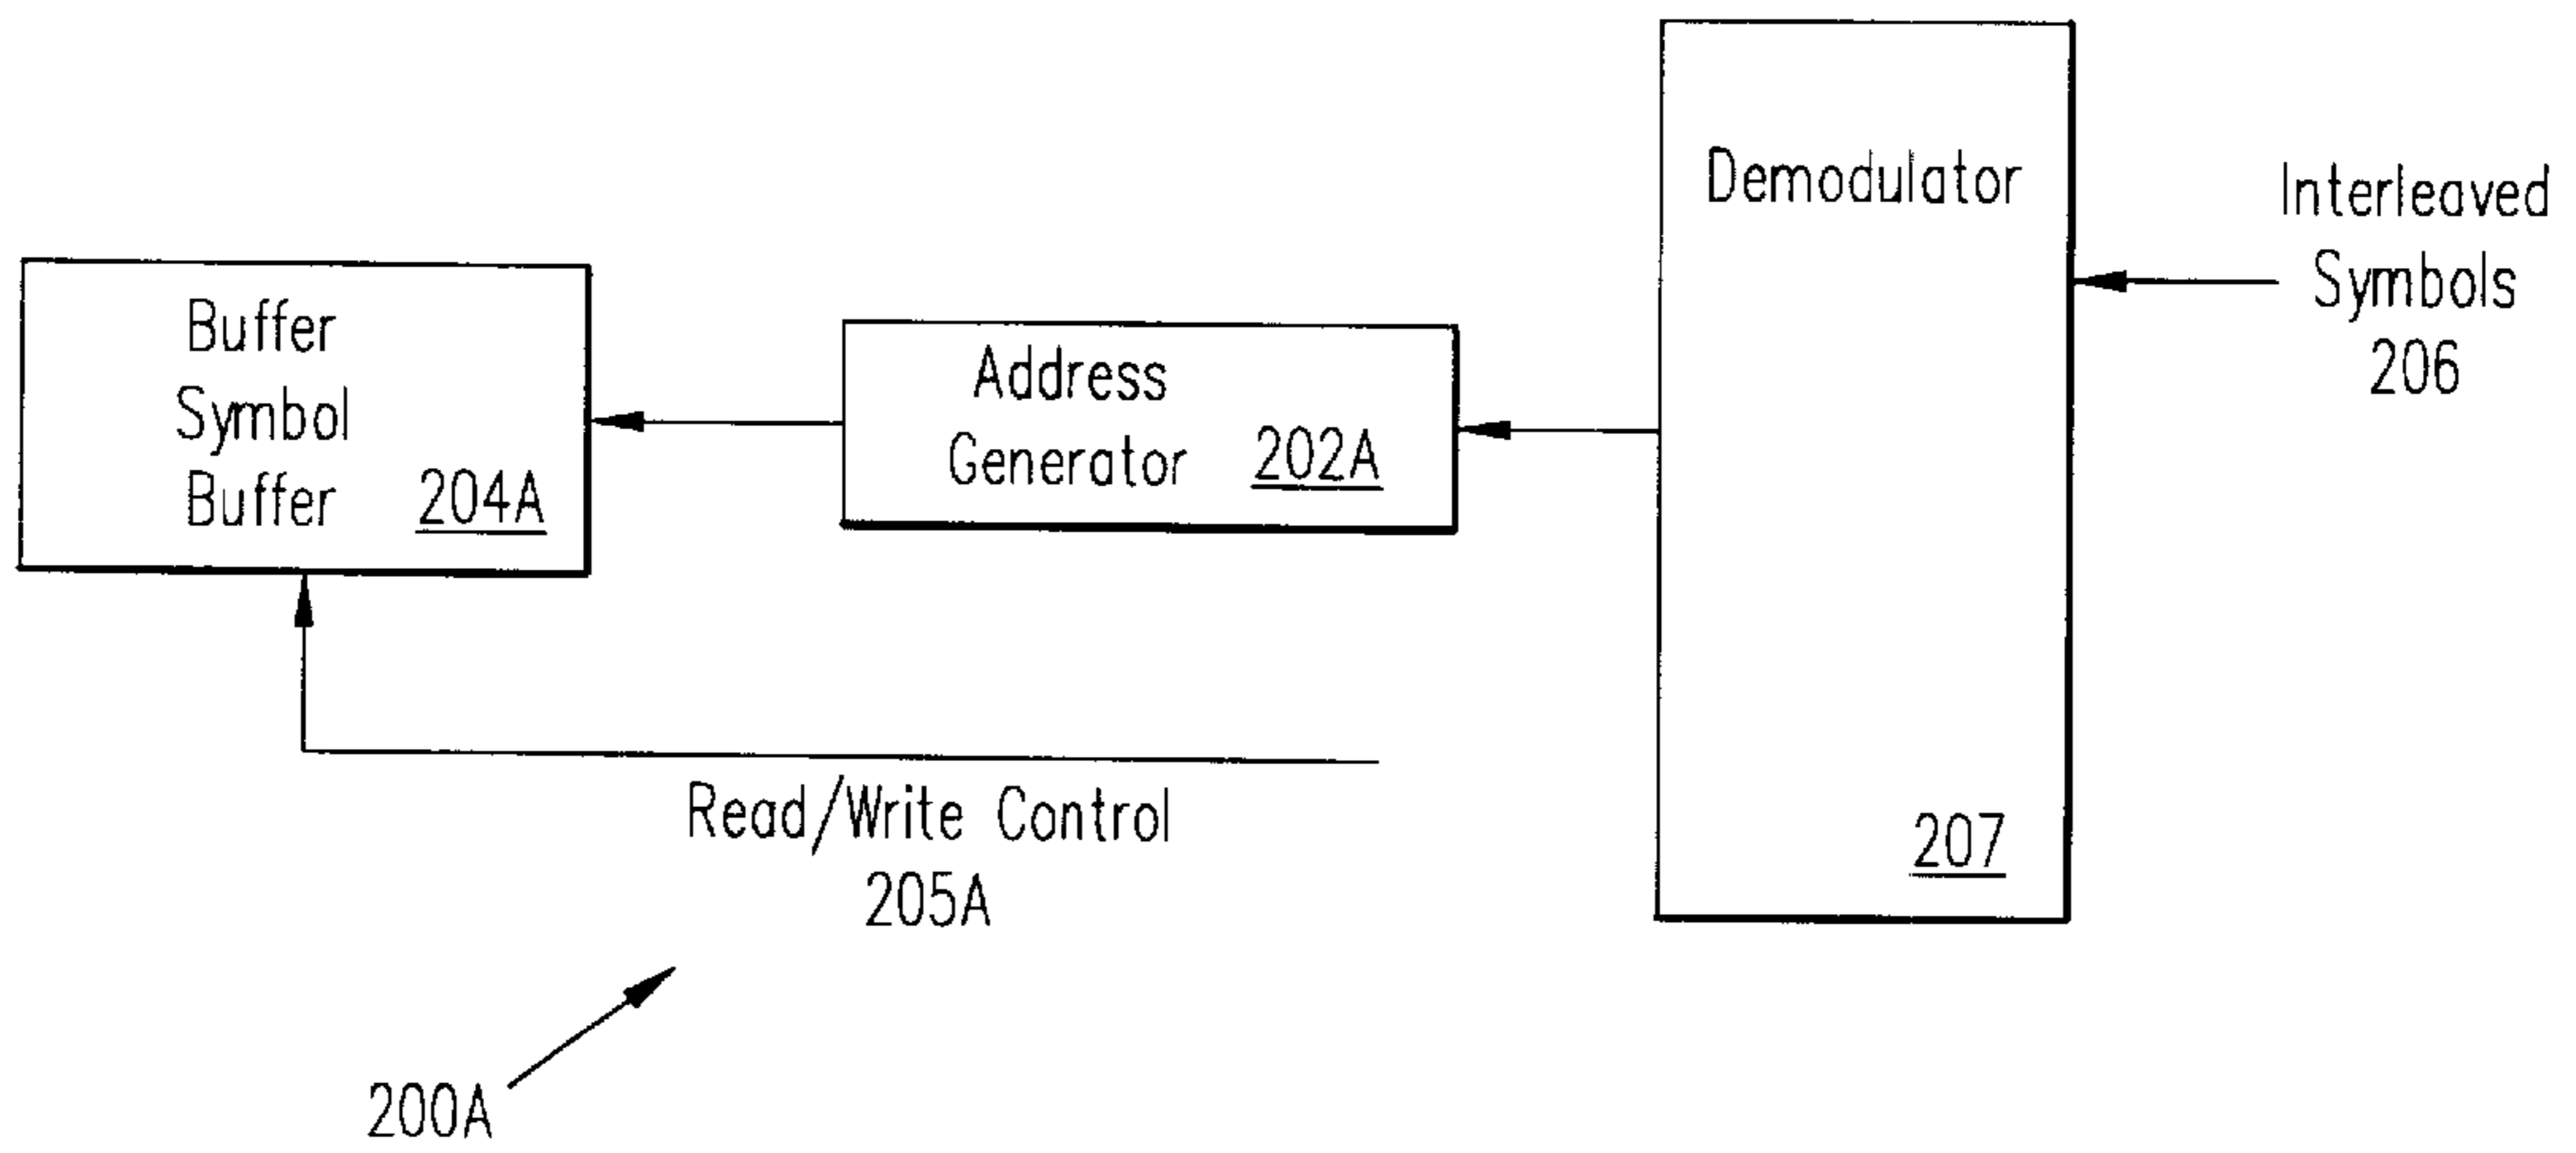 Buffer
Symbol
Buffer 204A
Address
Generator 202A
Demodulator
207
Interleaved
Symbols
206
Read/Write Control
205A
200A